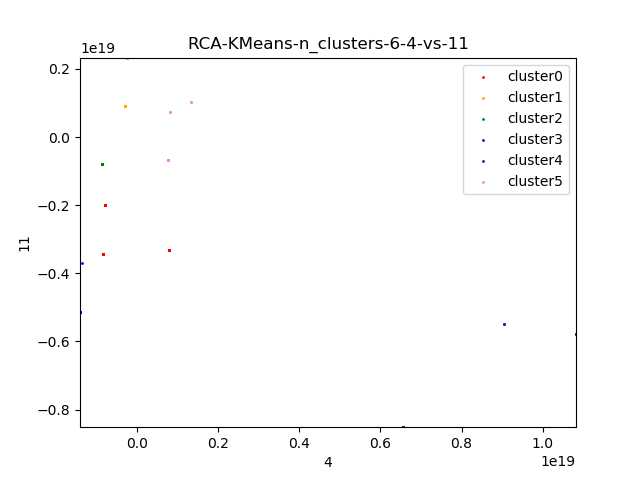 RCA-KMeans-n_clusters-6-4-vs-11
1e19
0.2
0.0
−0.2
−0.4
−0.6
−0.8
11
cluster0
cluster1
cluster2
cluster3
cluster4
cluster5
0.0 0.2 0.4 0.6 0.8 1.0
4
1e19